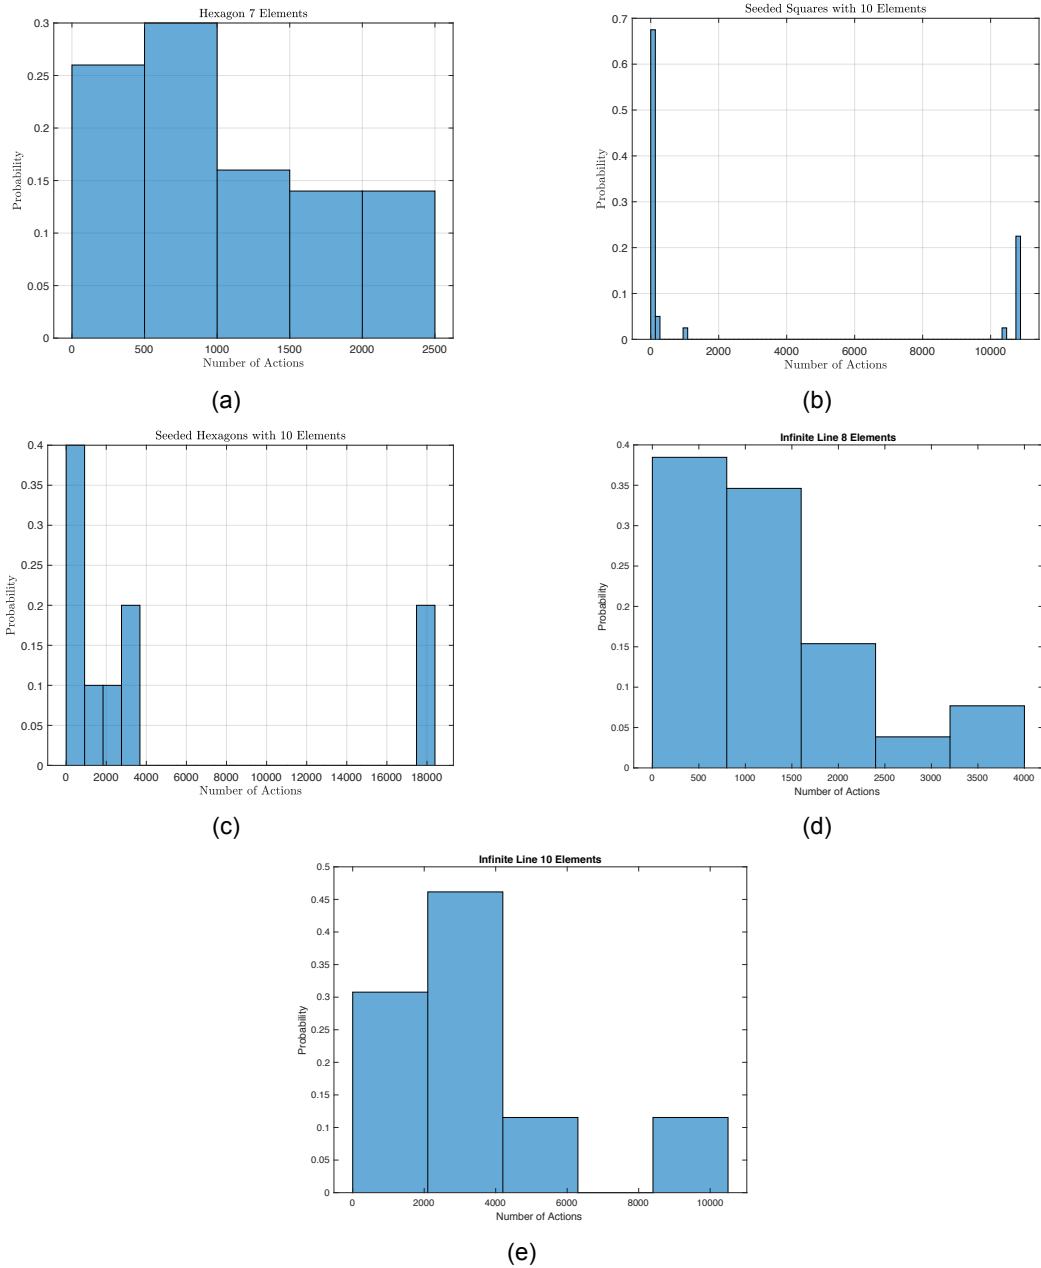 Hexagon 7 Elements
0.3
0.25
0.2
0.15
0.1
0.05
0
Probability
0 500 1000 1500 2000 2500
Number of Actions
(a)
Seeded Squares with 10 Elements
0.7
0.6
0.5
0.4
0.3
0.2
0.1
0
Probability
0 2000 4000 6000 8000 10000
Number of Actions
(b)
Seeded Hexagons with 10 Elements
0.4
0.35
0.3
0.25
0.2
0.15
0.1
0.05
0
Probability
0 2000 4000 6000 8000 10000 12000 14000 16000 18000
Number of Actions
(c)
Infinite Line 8 Elements
0.4
0.35
0.3
0.25
0.2
0.15
0.1
0.05
0
Probability
0 500 1000 1500 2000 2500 3000 3500 4000
Number of Actions
(d)
Infinite Line 10 Elements
0.5
0.45
0.4
0.35
0.3
0.25
0.2
0.15
0.1
0.05
0
Probability
0 2000 4000 6000 8000 10000
Number of Actions
(e)